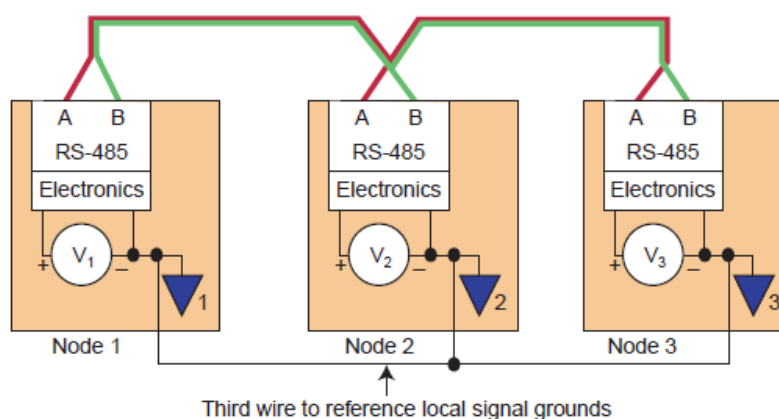 A B A B A B
RS-485 RS-485 RS-485
Electronics Electronics Electronics
+ V1 – + V2 – + V3 –
1 2 3
Node 1 Node 2 Node 3
Third wire to reference local signal grounds